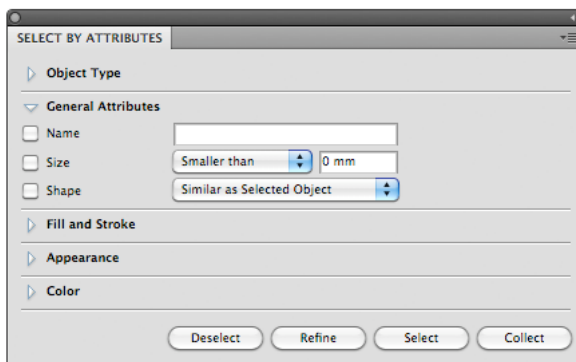 SELECT BY ATTRIBUTES
Object Type
General Attributes
Name
Size Smaller than 0 mm
Shape Similar as Selected Object
Fill and Stroke
Appearance
Color
Deselect Refine Select Collect